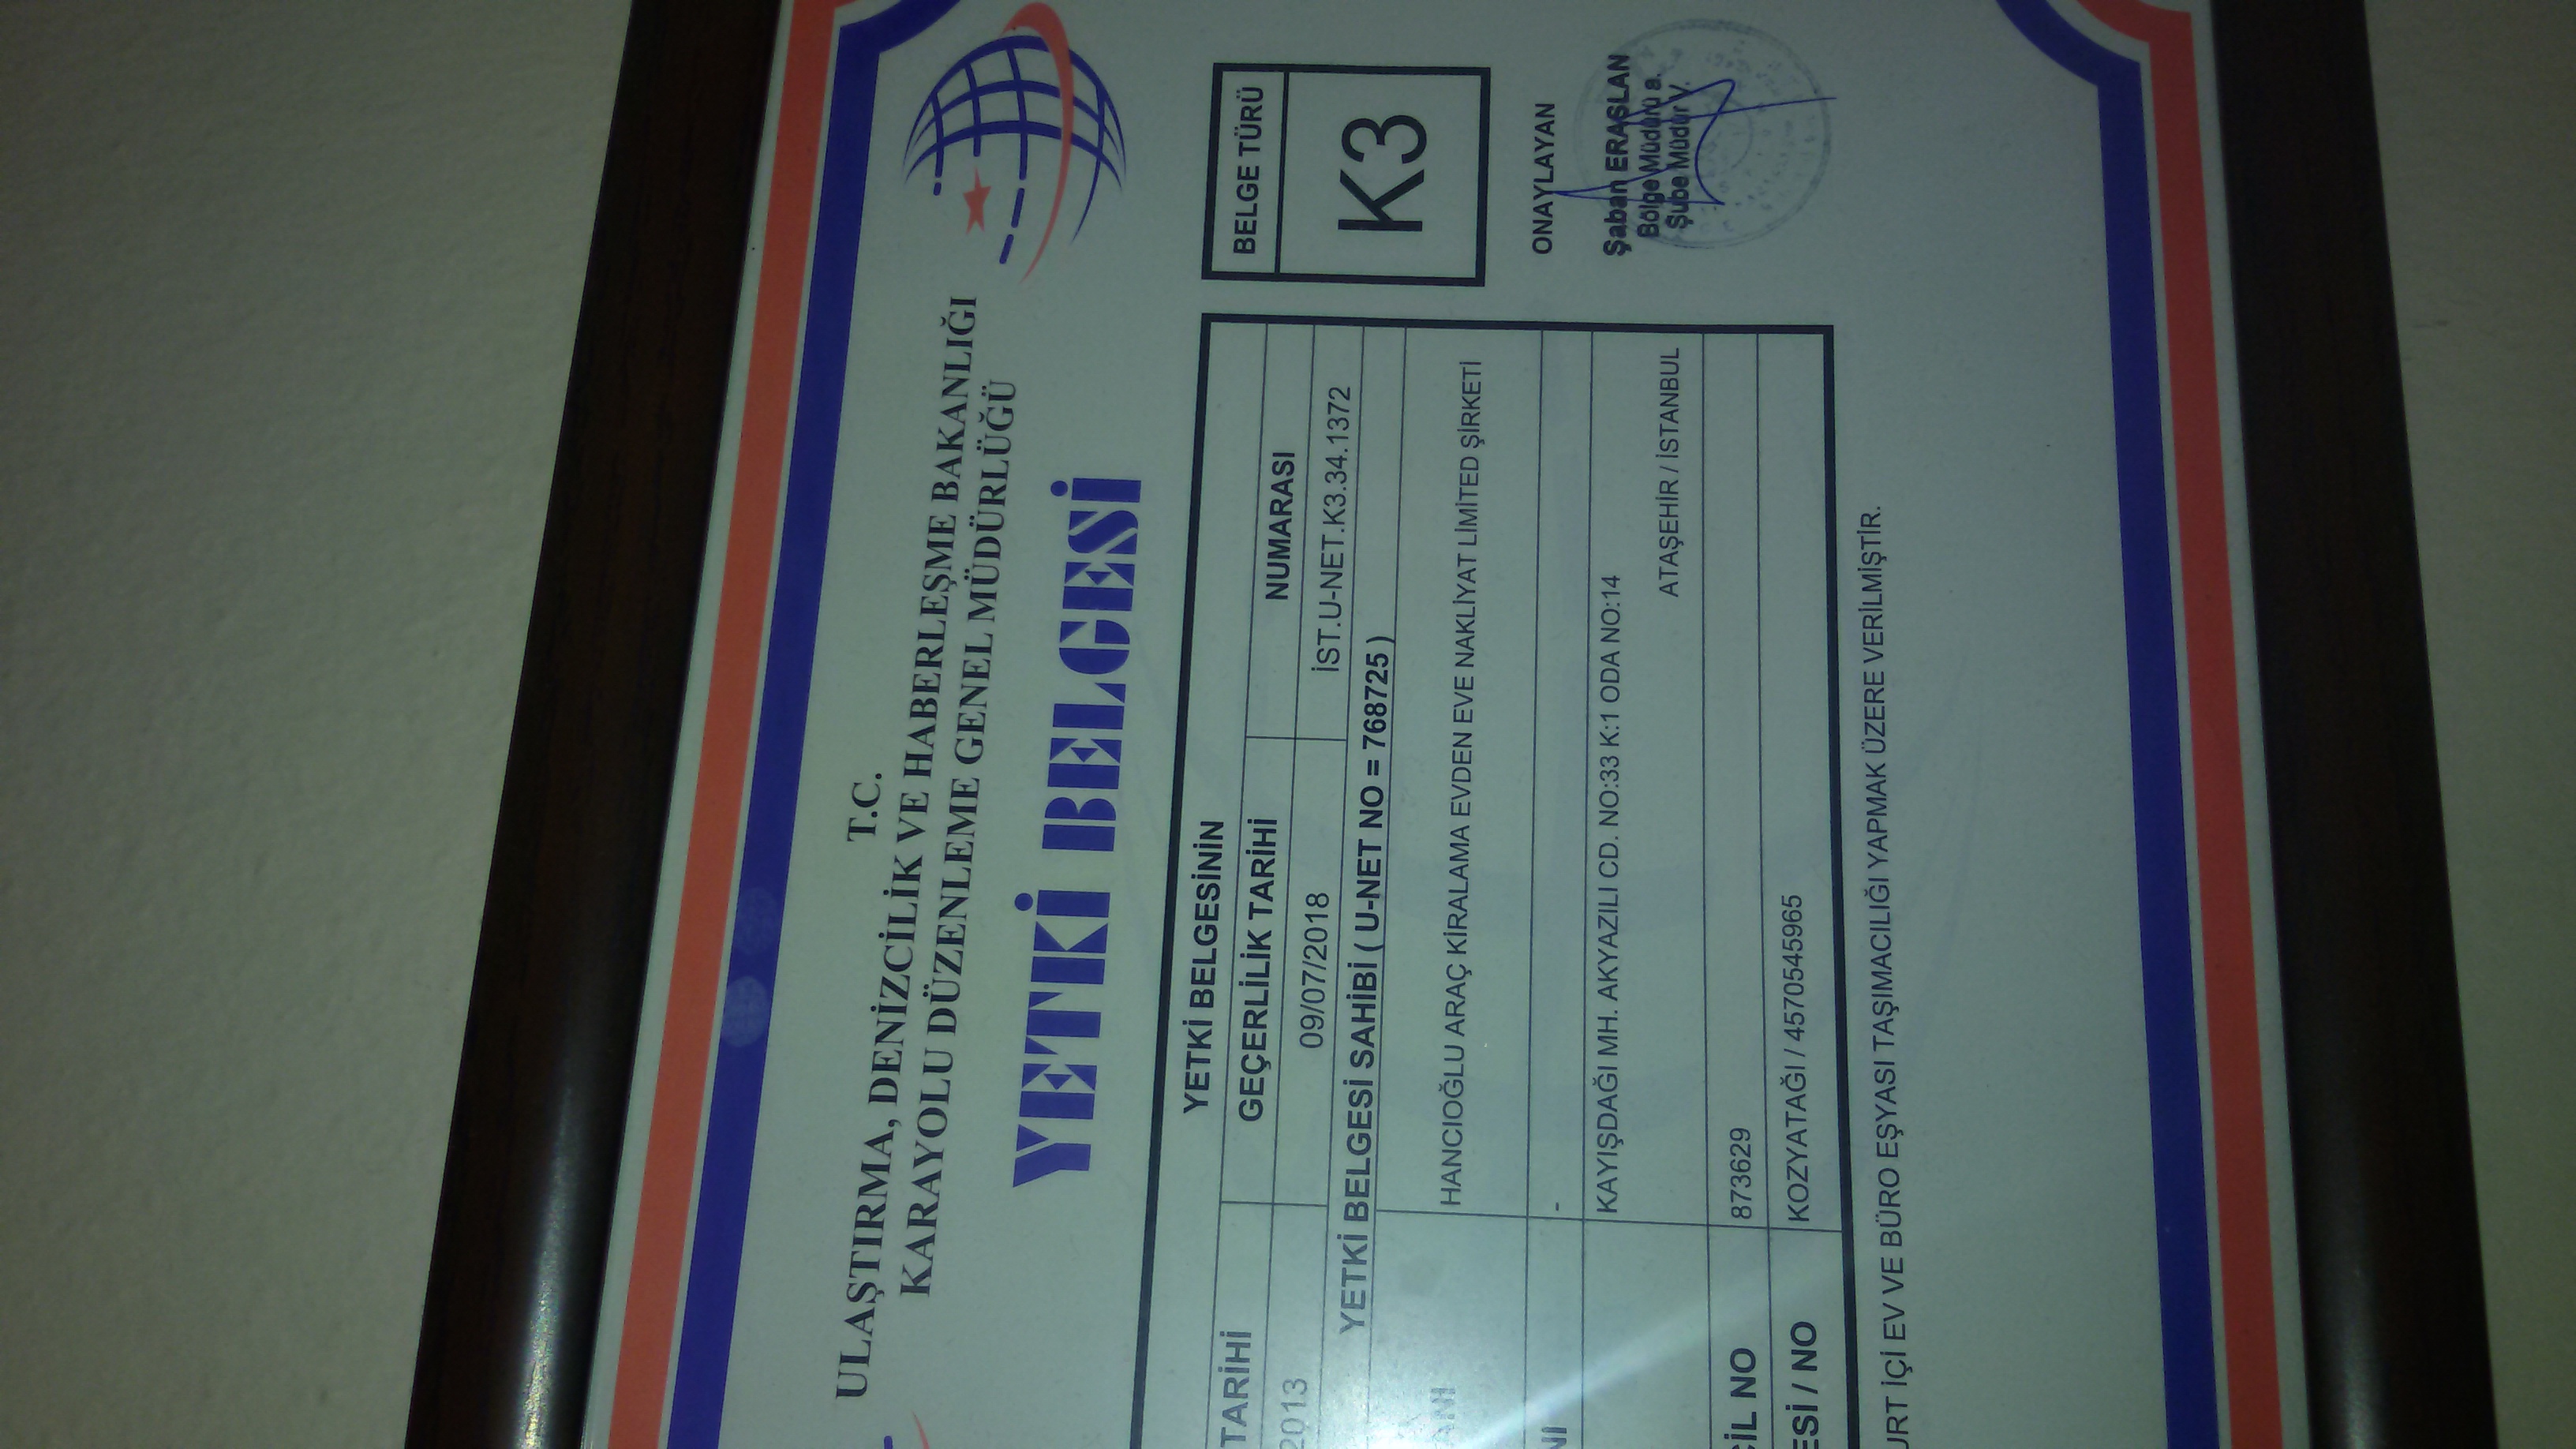 T.C.
ULAŞTIRMA, DENİZCİLİK VE HABERLEŞME BAKANLIĞI
KARAYOLU DÜZENLEME GENEL MÜDÜRLÜĞÜ
YETKİ BELGESİ
YETKİ BELGESİNİN
TARİHİ GEÇERLİLİK TARİHİ NUMARASI
2013 09/07/2018 İST.U-NET.K3.34.1372
YETKİ BELGESİ SAHİBİ ( U-NET NO = 768725 )
HANCIOĞLU ARAÇ KİRALAMA EVDEN EVE NAKLİYAT LİMİTED ŞİRKETİ
-
KAYIŞDAĞI MH. AKYAZILI CD. NO:33 K:1 ODA NO:14
ATAŞEHİR / İSTANBUL
CİL NO 873629
ESİ / NO KOZYATAĞI / 4570545965
URT İÇİ EV VE BÜRO EŞYASI TAŞIMACILIĞI YAPMAK ÜZERE VERİLMİŞTİR.
BELGE TÜRÜ
K3
ONAYLAYAN
Şaban ERASLAN
Bölge Müdürü a.
Şube Müdür V.